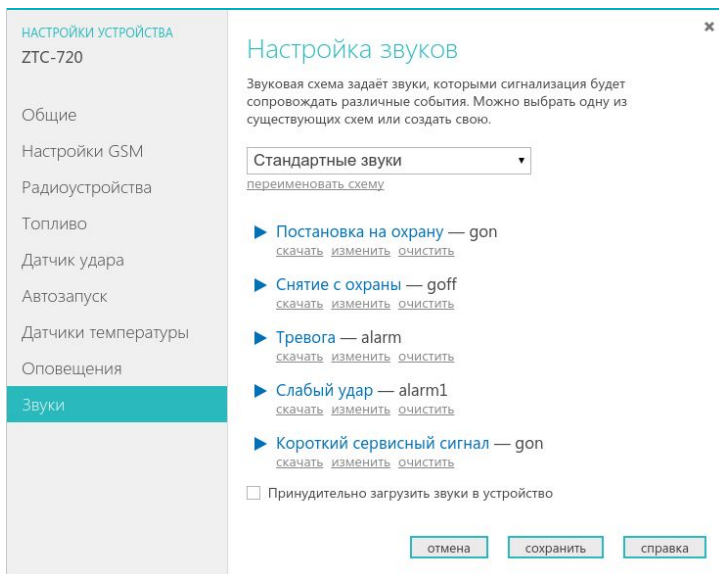 НАСТРОЙКИ УСТРОЙСТВА
ZTC-720
Общие
Настройки GSM
Радиоустройства
Топливо
Датчик удара
Автозапуск
Датчики температуры
Оповещения
Звуки
Настройка звуков
Звуковая схема задаёт звуки, которыми сигнализация будет
сопровождать различные события. Можно выбрать одну из
существующих схем или создать свою.
Стандартные звуки
переименовать схему
Постановка на охрану — gon
скачать изменить очистить
Снятие с охраны — goff
скачать изменить очистить
Тревога — alarm
скачать изменить очистить
Слабый удар — alarm1
скачать изменить очистить
Короткий сервисный сигнал — gon
скачать изменить очистить
Принудительно загрузить звуки в устройство
отмена сохранить справка